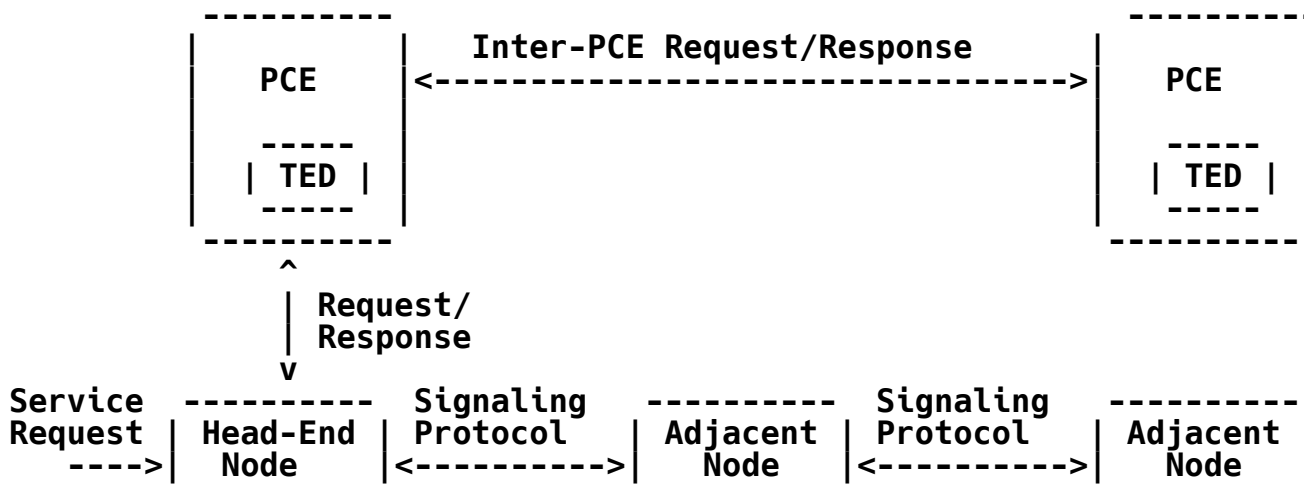 Inter-PCE Request/Response
PCE PCE
TED TED
Request/
Response
Service Signaling Signaling
Request Head-End Protocol Adjacent Protocol Adjacent
Node Node Node